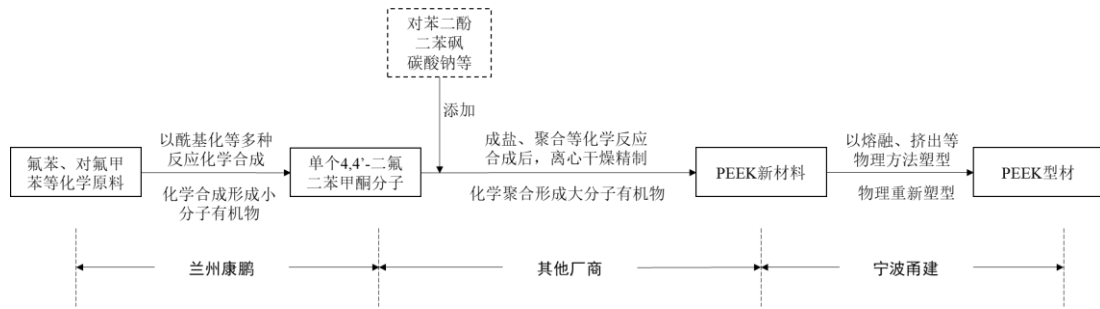 对苯二酚
二苯砜
碳酸钠等
添加
以酰基化等多种
反应化学合成
成盐、聚合等化学反应
合成后，离心干燥精制
以熔融、挤出等
物理方法塑型
氟苯、对氟甲
苯等化学原料
单个4,4’-二氟
二苯甲酮分子
PEEK新材料
PEEK型材
化学合成形成小
分子有机物
化学聚合形成大分子有机物
物理重新塑型
兰州康鹏
其他厂商
宁波甬建